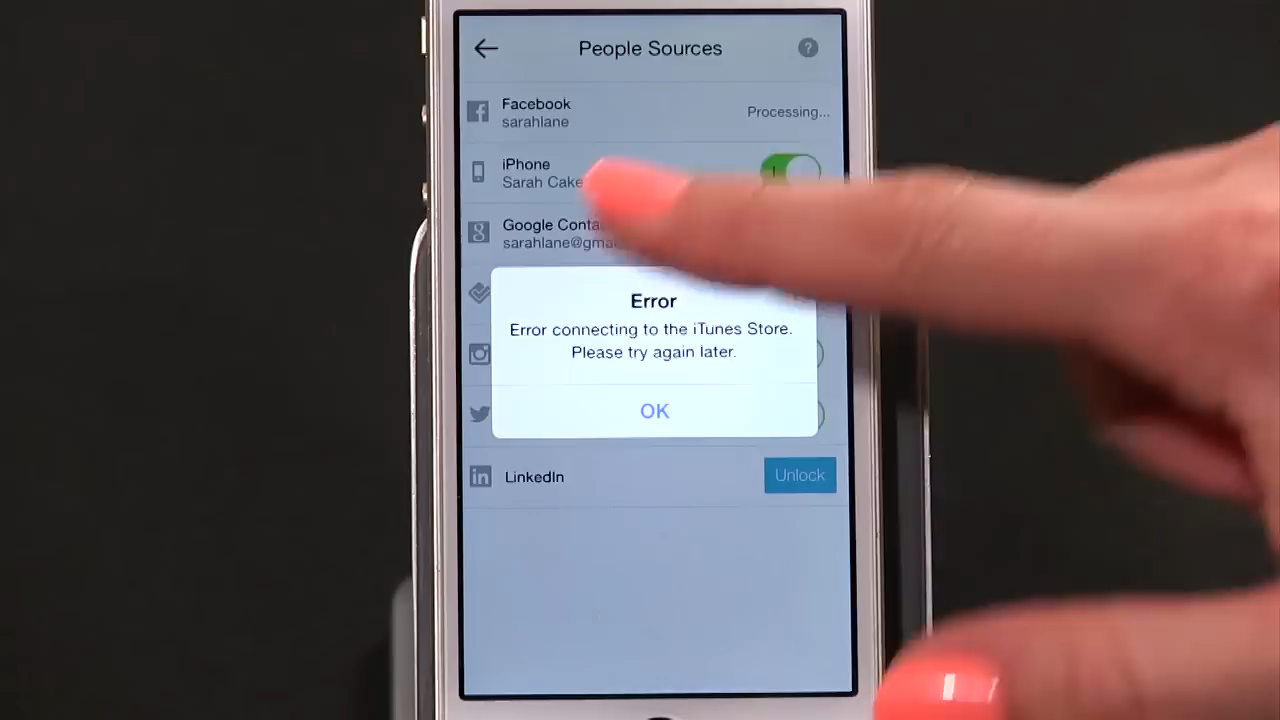 People Sources
?
Facebook
sarahlane
Processing...
iPhone
Sarah Cake
Google Conta
sarahlane@gma
Error
Error connecting to the iTunes Store.
Please try again later.
OK
LinkedIn
Unlock